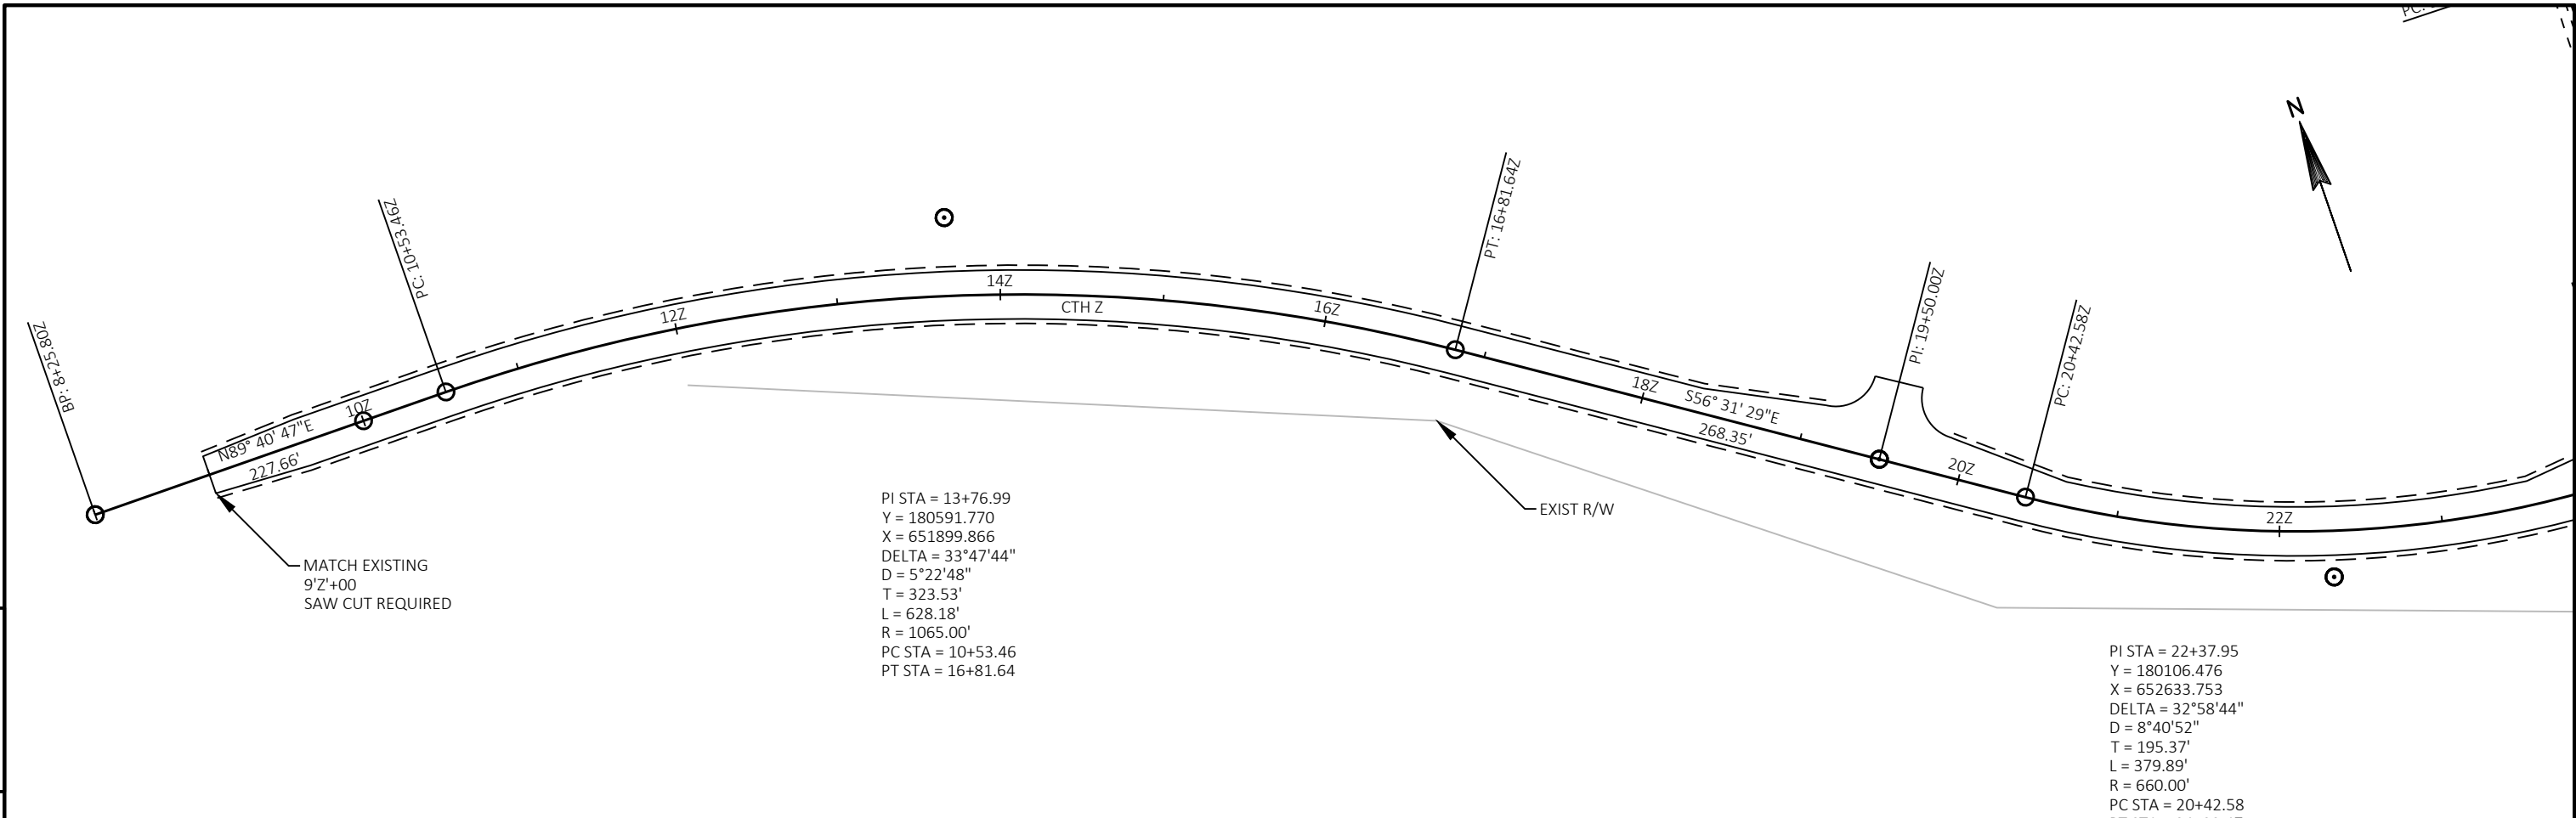 PC:
N
BP: 8+25.80Z
PC: 10+53.46Z
PT: 16+81.64Z
PI: 19+50.00Z
PC: 20+42.58Z
10Z
12Z
14Z
16Z
18Z
20Z
22Z
CTH Z
N89° 40' 47"E
227.66'
S56° 31' 29"E
268.35'
MATCH EXISTING
9'Z'+00
SAW CUT REQUIRED
EXIST R/W
PI STA = 13+76.99
Y = 180591.770
X = 651899.866
DELTA = 33°47'44"
D = 5°22'48"
T = 323.53'
L = 628.18'
R = 1065.00'
PC STA = 10+53.46
PT STA = 16+81.64
PI STA = 22+37.95
Y = 180106.476
X = 652633.753
DELTA = 32°58'44"
D = 8°40'52"
T = 195.37'
L = 379.89'
R = 660.00'
PC STA = 20+42.58